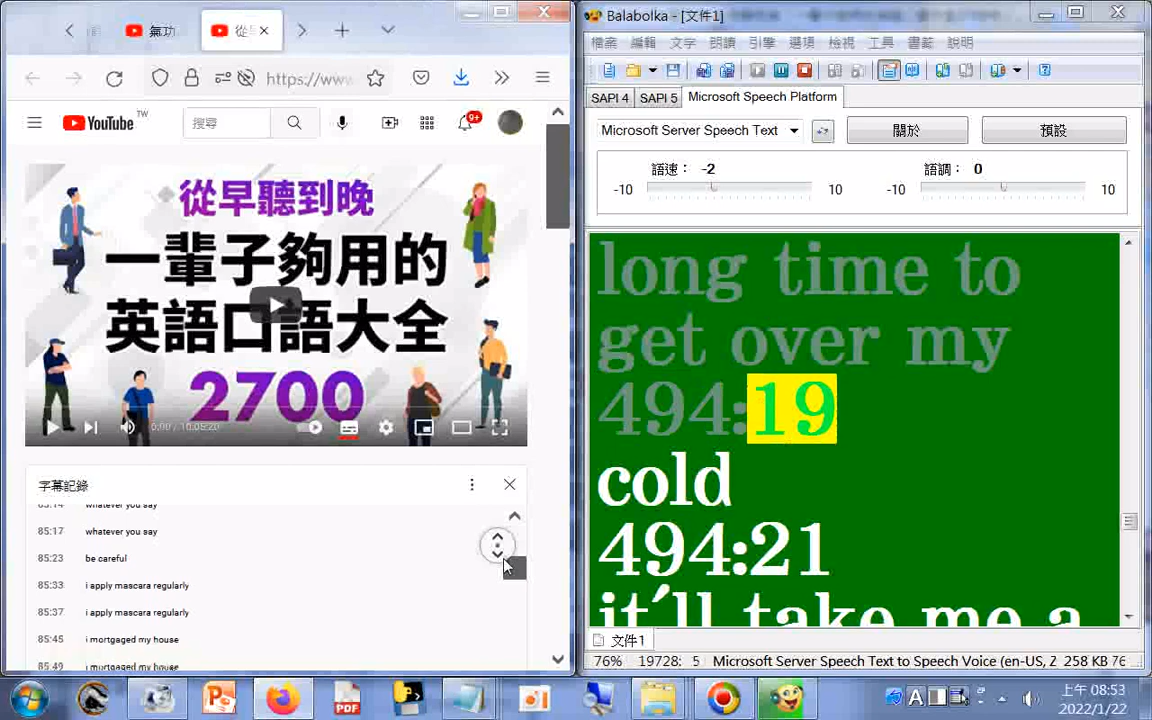 氣功
從早
https://www
YouTube TW
搜尋
9+
從早聽到晚
一輩子夠用的
英語口語大全
2700
0:00 / 10:05:20
字幕記錄
85:14 whatever you say
85:17 whatever you say
85:23 be careful
85:33 i apply mascara regularly
85:37 i apply mascara regularly
85:45 i mortgaged my house
85:49 i mortgaged my house
Balabolka - [文件1]
檔案 編輯 文字 朗讀 引擎 選項 檢視 工具 書籤 說明
SAPI 4 SAPI 5 Microsoft Speech Platform
Microsoft Server Speech Text
關於
預設
語速： -2
-10 10
語調： 0
-10 10
long time to
get over my
494:19
cold
494:21
it'll take me a
文件1
76% 19728: 5 Microsoft Server Speech Text to Speech Voice (en-US, Z 258 KB 76
PDF
A
上午 08:53
2022/1/22